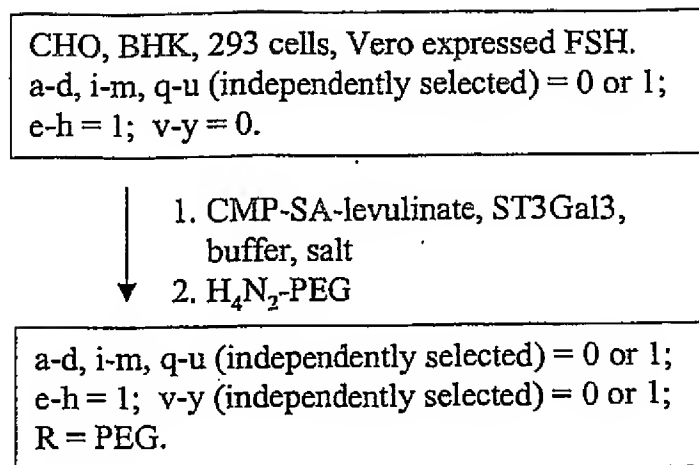 CHO, BHK, 293 cells, Vero expressed FSH.
a-d, i-m, q-u (independently selected) = 0 or 1;
e-h = 1; v-y = 0.
1. CMP-SA-levulinate, ST3Gal3,
buffer, salt
2. H₄N₂-PEG
a-d, i-m, q-u (independently selected) = 0 or 1;
e-h = 1; v-y (independently selected) = 0 or 1;
R = PEG.